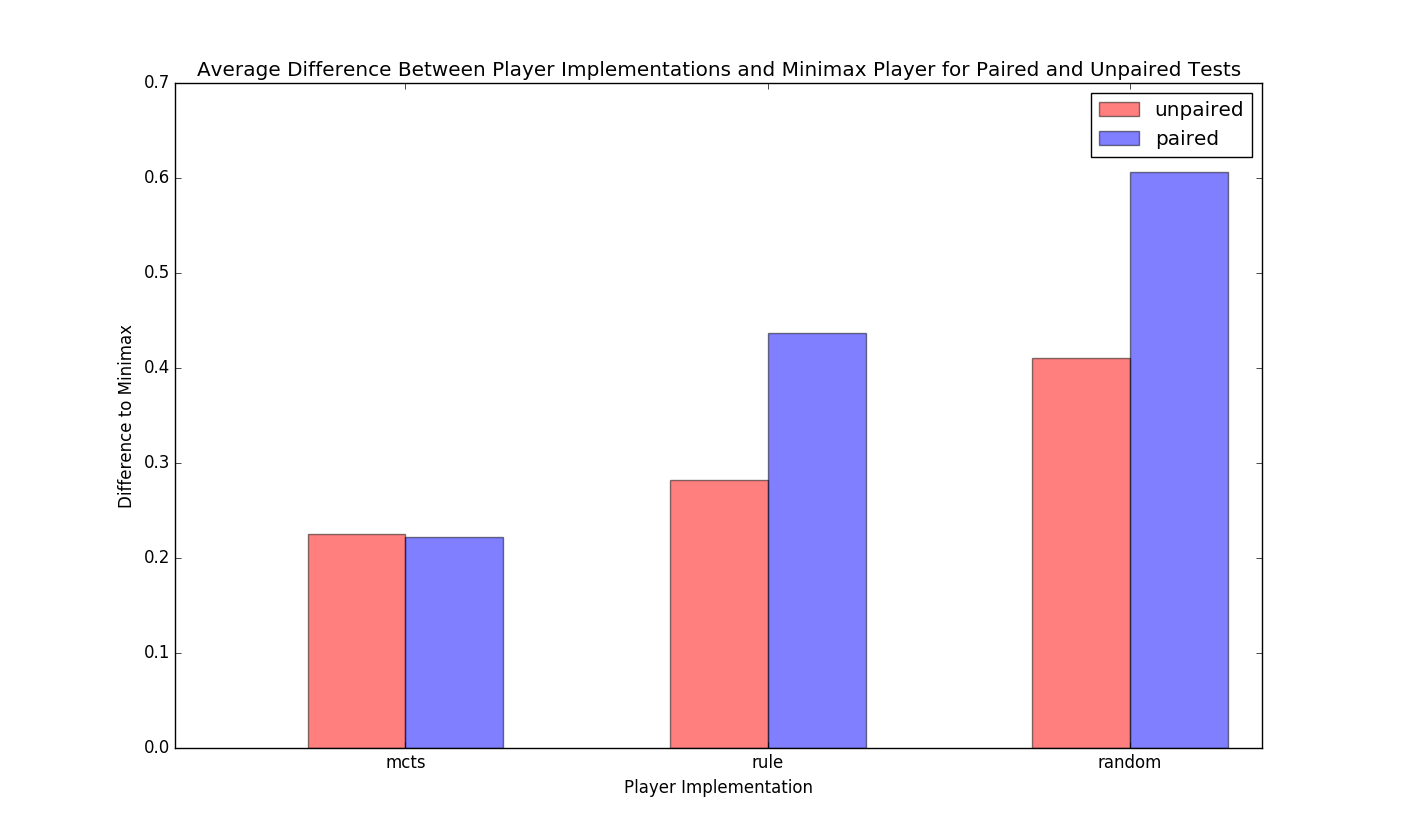 Average Difference Between Player Implementations and Minimax Player for Paired and Unpaired Tests
0.7
0.6
0.5
0.4
0.3
0.2
0.1
0.0
Difference to Minimax
unpaired
paired
mcts
rule
random
Player Implementation